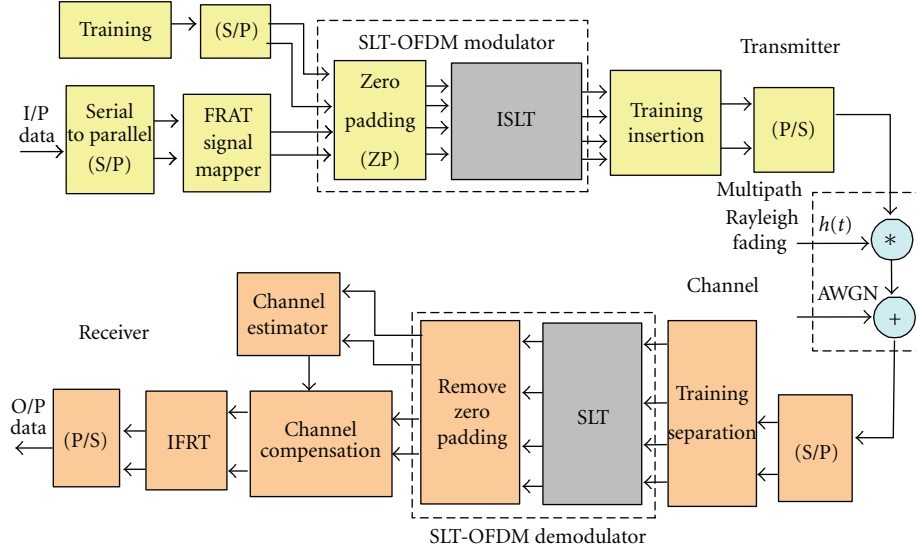 Training
(S/P)
SLT-OFDM modulator
Transmitter
I/P
data
Serial
to parallel
(S/P)
FRAT
signal
mapper
Zero
padding
(ZP)
ISLT
Training
insertion
(P/S)
Multipath
Rayleigh
fading
h(t)
*
Channel
AWGN
+
Receiver
Channel
estimator
O/P
data
(P/S)
IFRT
Channel
compensation
Remove
zero
padding
SLT
Training
separation
(S/P)
SLT-OFDM demodulator